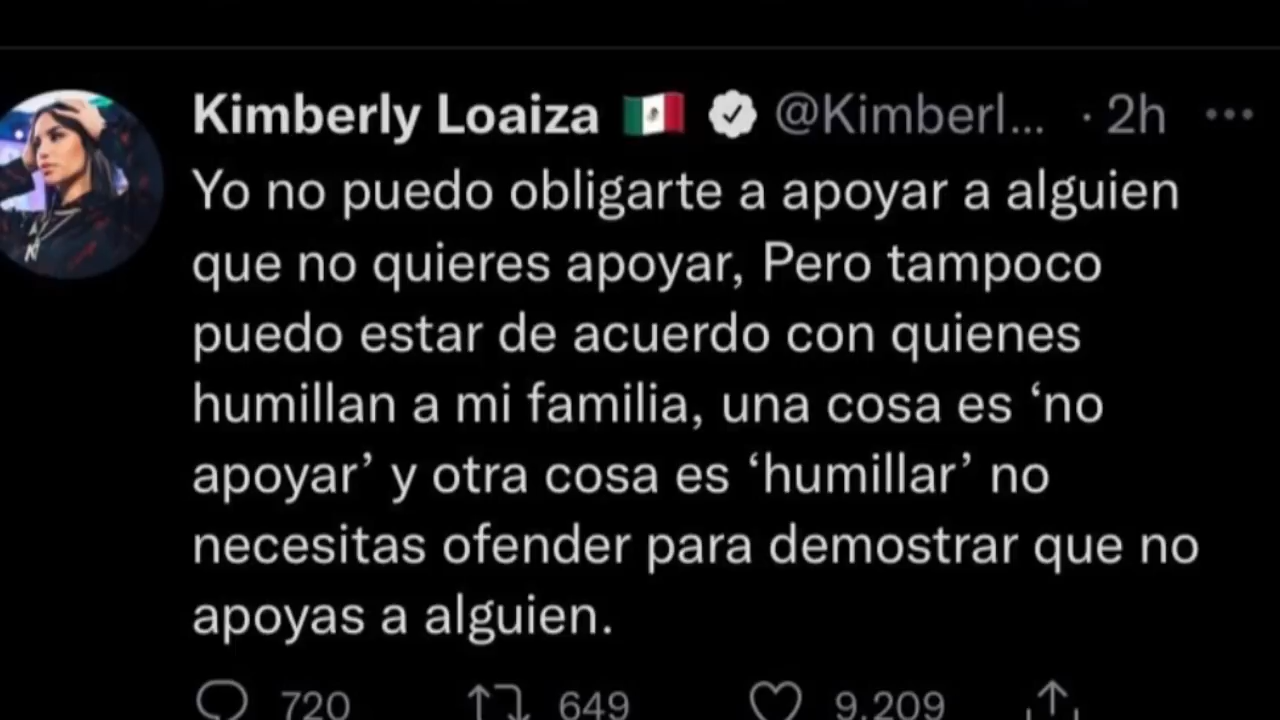 Kimberly Loaiza 🇲🇽 @Kimberl... · 2h ...
Yo no puedo obligarte a apoyar a alguien
que no quieres apoyar, Pero tampoco
puedo estar de acuerdo con quienes
humillan a mi familia, una cosa es ‘no
apoyar’ y otra cosa es ‘humillar’ no
necesitas ofender para demostrar que no
apoyas a alguien.
720 649 9.209